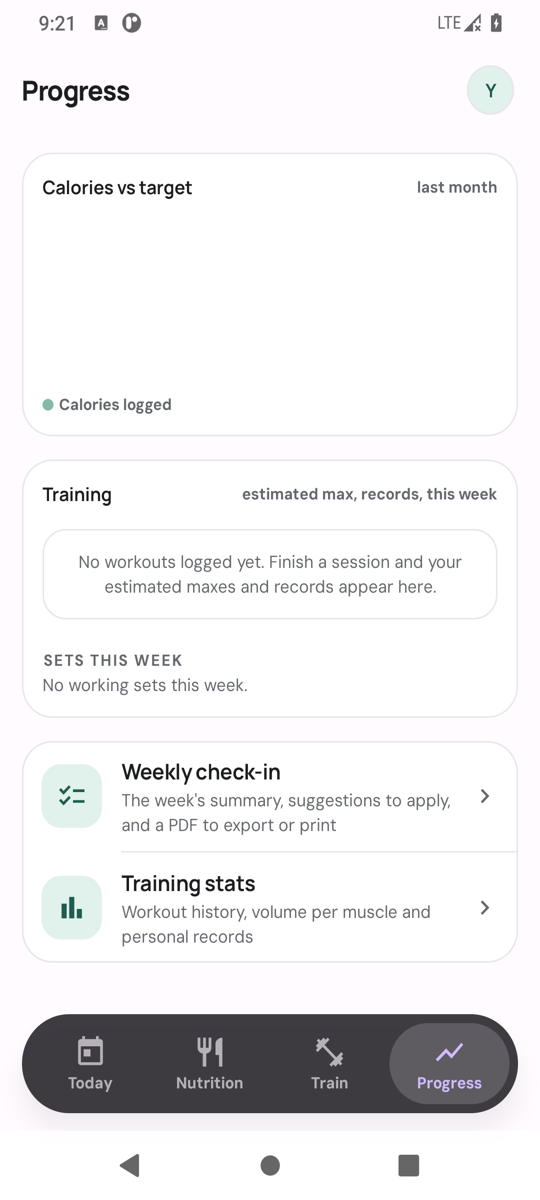 9:21
A
LTE
Progress
Y
Calories vs target
last month
Calories logged
Training
estimated max, records, this week
No workouts logged yet. Finish a session and your
estimated maxes and records appear here.
SETS THIS WEEK
No working sets this week.
Weekly check-in
The week's summary, suggestions to apply,
and a PDF to export or print
Training stats
Workout history, volume per muscle and
personal records
Today
Nutrition
Train
Progress